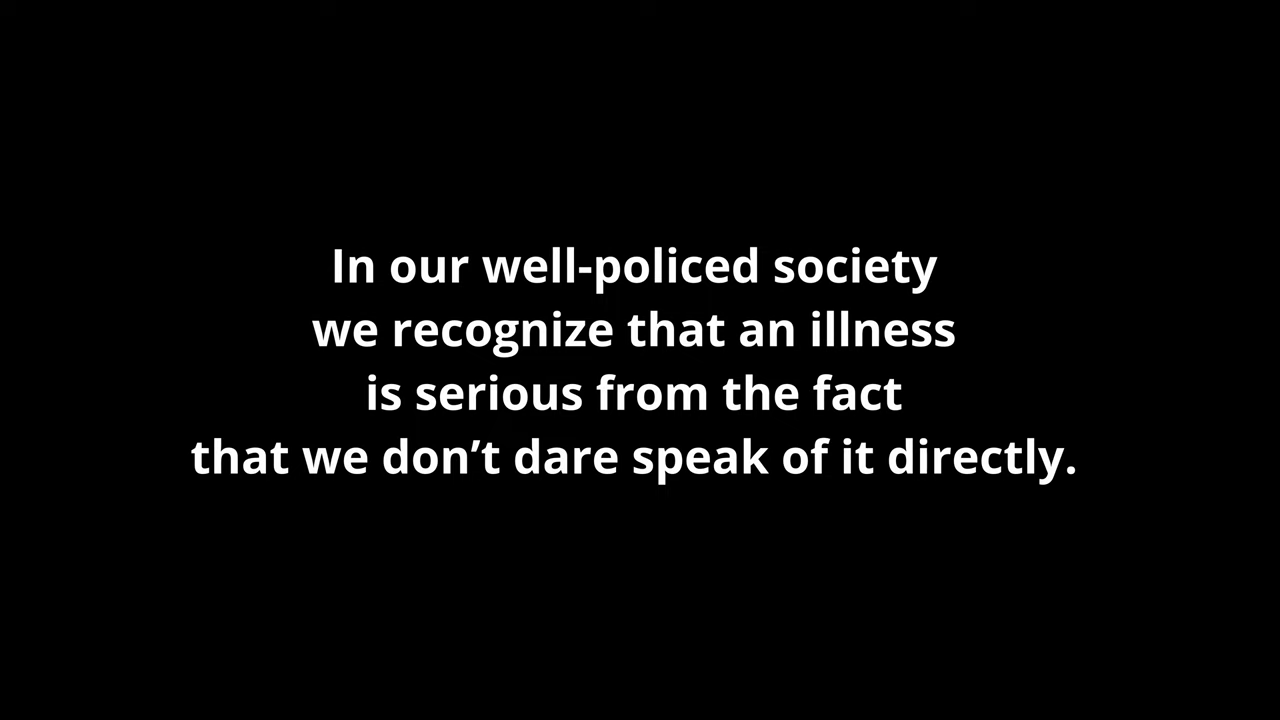 In our well-policed society
we recognize that an illness
is serious from the fact
that we don’t dare speak of it directly.